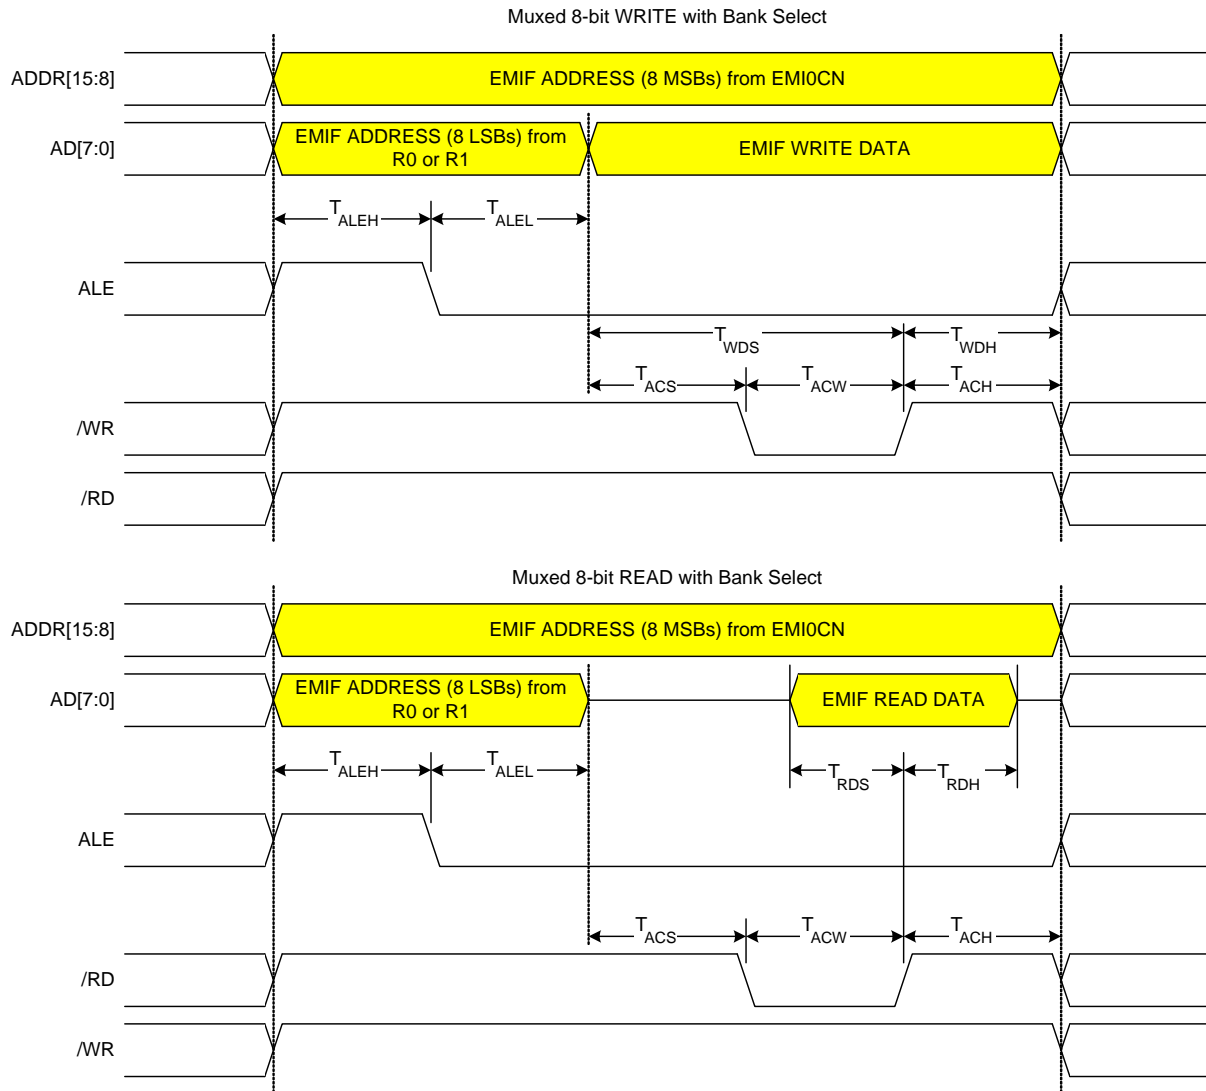 Muxed 8-bit WRITE with Bank Select
ADDR[15:8]
EMIF ADDRESS (8 MSBs) from EMI0CN
AD[7:0]
EMIF ADDRESS (8 LSBs) from
R0 or R1
EMIF WRITE DATA
TALEH
TALEL
ALE
TWDS
TWDH
TACS
TACW
TACH
/WR
/RD
Muxed 8-bit READ with Bank Select
ADDR[15:8]
EMIF ADDRESS (8 MSBs) from EMI0CN
AD[7:0]
EMIF ADDRESS (8 LSBs) from
R0 or R1
EMIF READ DATA
TALEH
TALEL
TRDS
TRDH
ALE
TACS
TACW
TACH
/RD
/WR